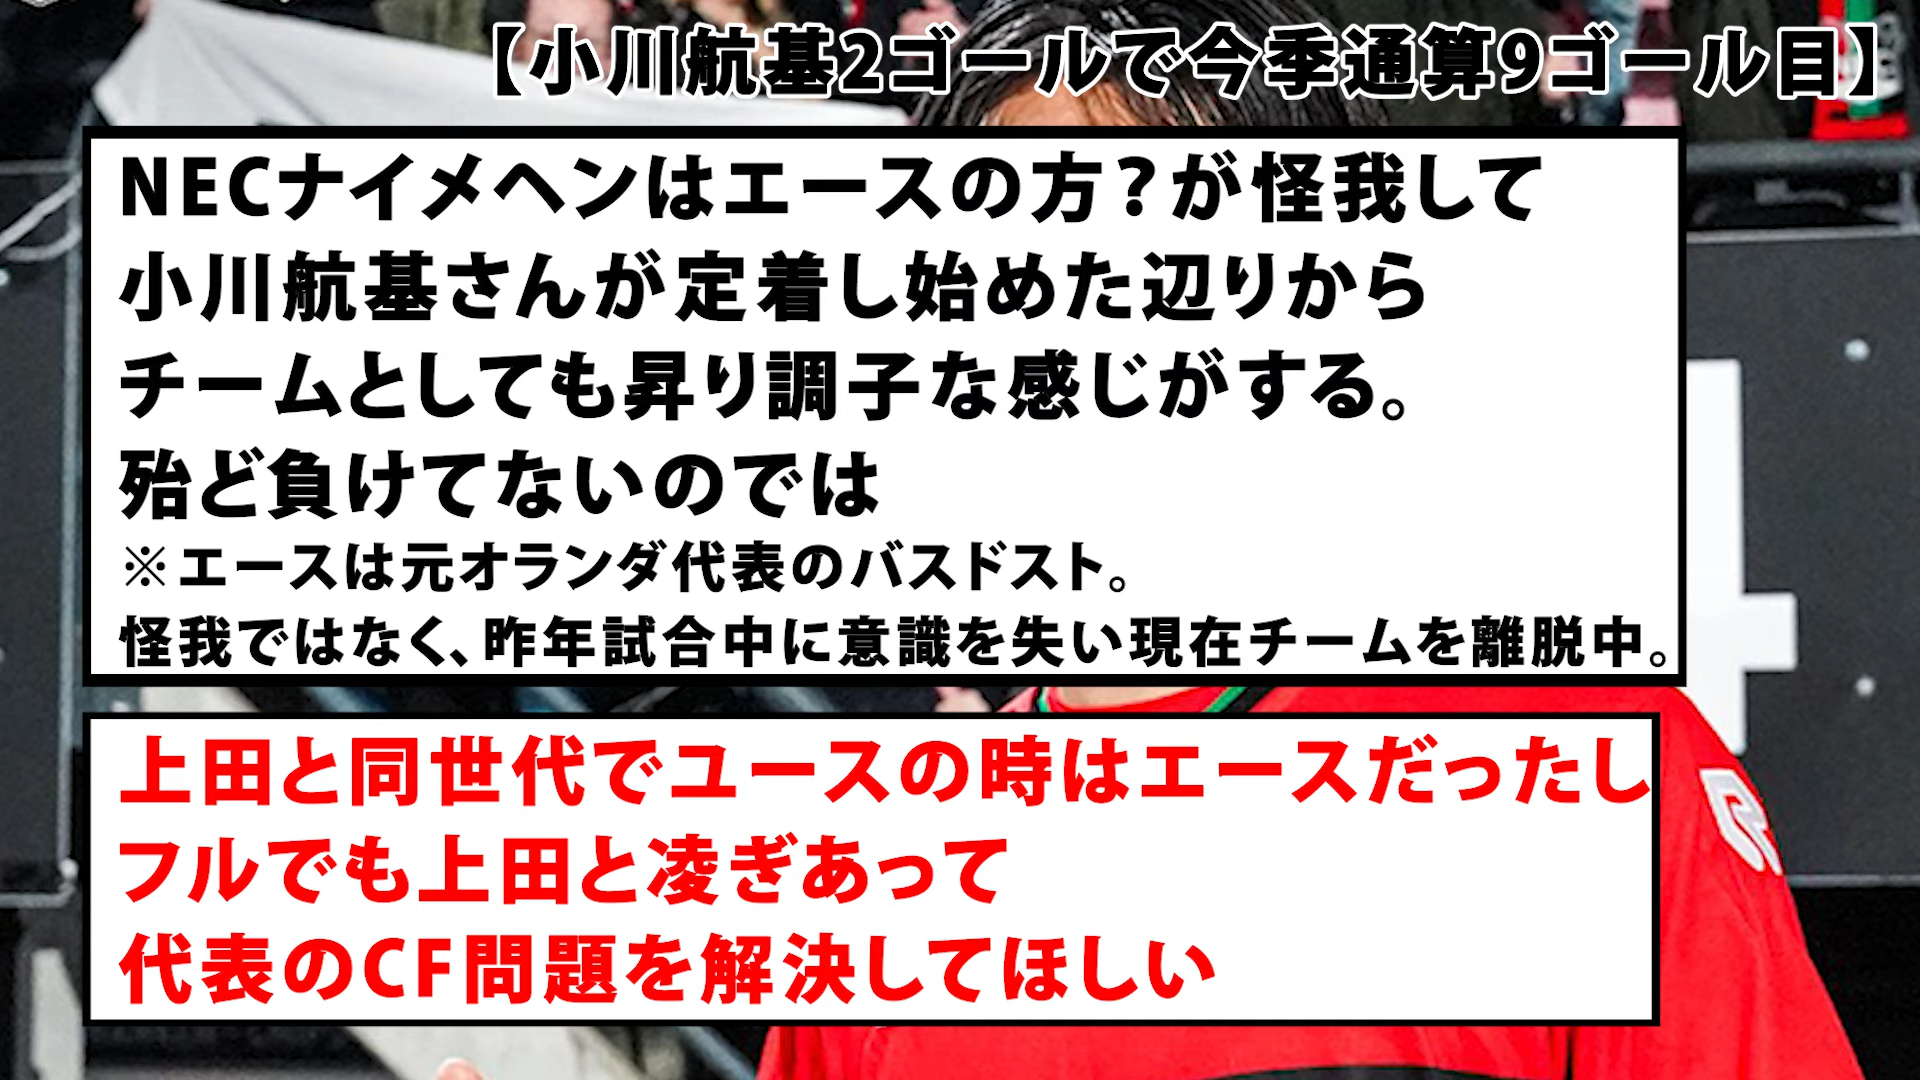 【小川航基2ゴールで今季通算9ゴール目】
NECナイメヘンはエースの方？が怪我して
小川航基さんが定着し始めた辺りから
チームとしても昇り調子な感じがする。
殆ど負けてないのでは
※エースは元オランダ代表のバスドスト。
怪我ではなく、昨年試合中に意識を失い現在チームを離脱中。
上田と同世代でユースの時はエースだったし
フルでも上田と凌ぎあって
代表のCF問題を解決してほしい